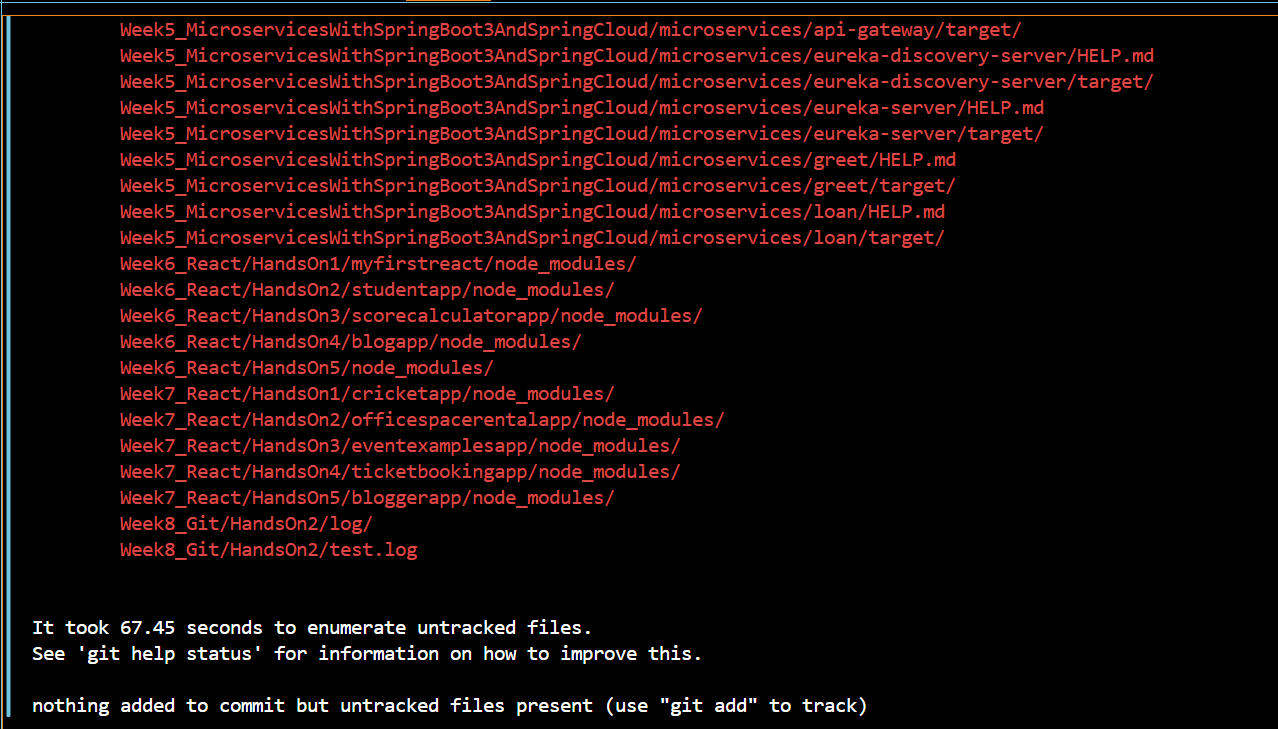 Week5_MicroservicesWithSpringBoot3AndSpringCloud/microservices/api-gateway/target/
Week5_MicroservicesWithSpringBoot3AndSpringCloud/microservices/eureka-discovery-server/HELP.md
Week5_MicroservicesWithSpringBoot3AndSpringCloud/microservices/eureka-discovery-server/target/
Week5_MicroservicesWithSpringBoot3AndSpringCloud/microservices/eureka-server/HELP.md
Week5_MicroservicesWithSpringBoot3AndSpringCloud/microservices/eureka-server/target/
Week5_MicroservicesWithSpringBoot3AndSpringCloud/microservices/greet/HELP.md
Week5_MicroservicesWithSpringBoot3AndSpringCloud/microservices/greet/target/
Week5_MicroservicesWithSpringBoot3AndSpringCloud/microservices/loan/HELP.md
Week5_MicroservicesWithSpringBoot3AndSpringCloud/microservices/loan/target/
Week6_React/HandsOn1/myfirstreact/node_modules/
Week6_React/HandsOn2/studentapp/node_modules/
Week6_React/HandsOn3/scorecalculatorapp/node_modules/
Week6_React/HandsOn4/blogapp/node_modules/
Week6_React/HandsOn5/node_modules/
Week7_React/HandsOn1/cricketapp/node_modules/
Week7_React/HandsOn2/officespacerentalapp/node_modules/
Week7_React/HandsOn3/eventexamplesapp/node_modules/
Week7_React/HandsOn4/ticketbookingapp/node_modules/
Week7_React/HandsOn5/bloggerapp/node_modules/
Week8_Git/HandsOn2/log/
Week8_Git/HandsOn2/test.log
It took 67.45 seconds to enumerate untracked files.
See 'git help status' for information on how to improve this.
nothing added to commit but untracked files present (use "git add" to track)